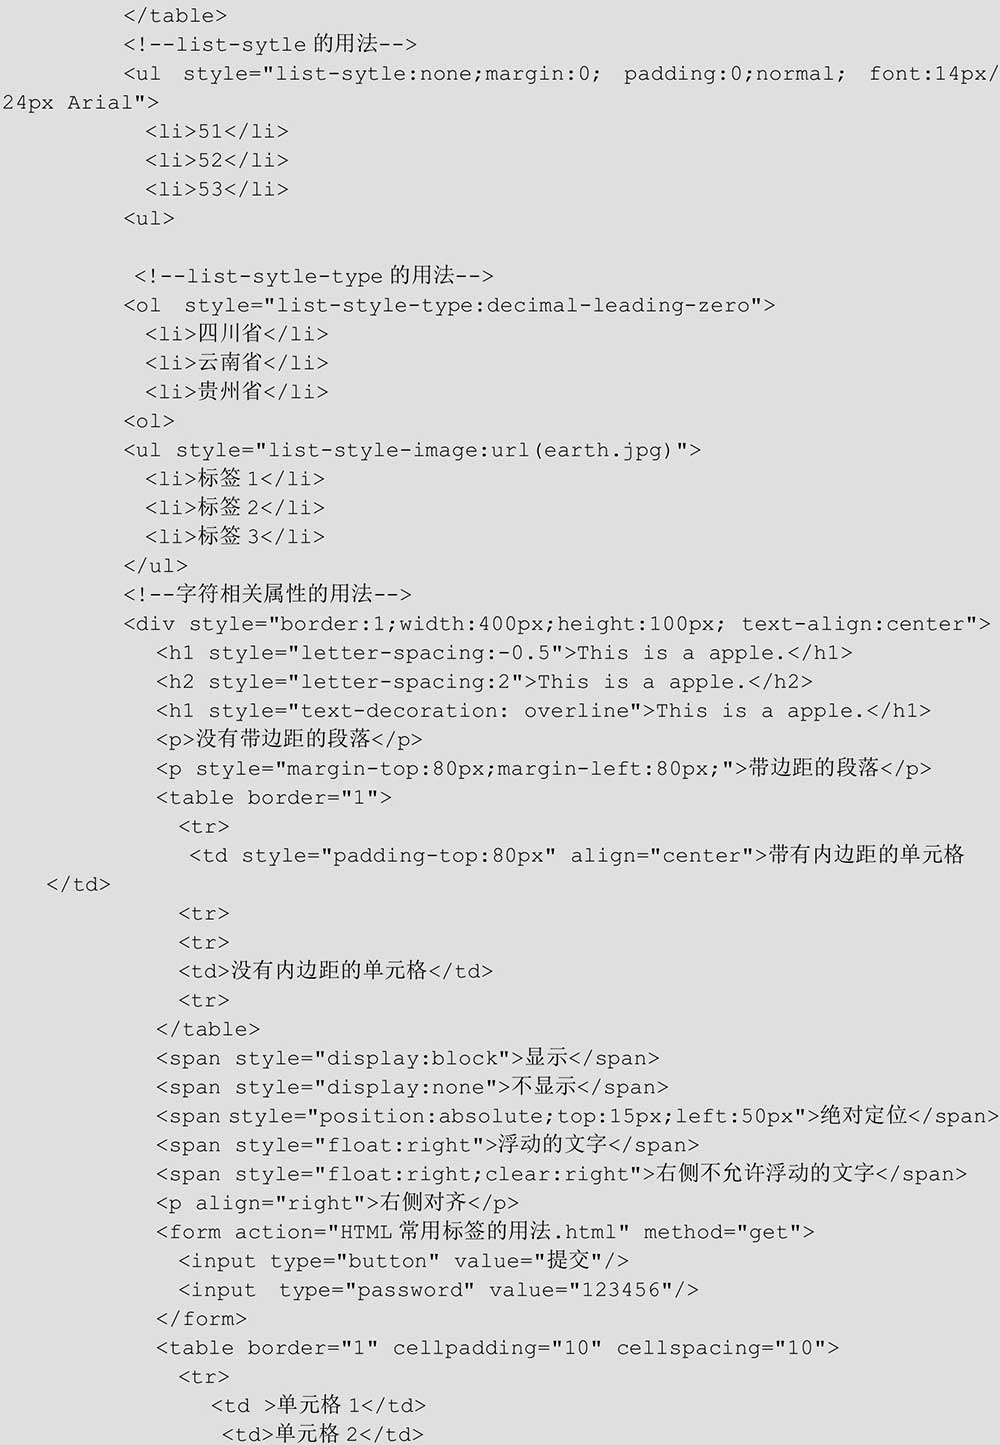 </table>
<!--list-sytle 的用法-->
<ul style="list-sytle:none;margin:0; padding:0;normal; font:14px/
24px Arial">
<li>51</li>
<li>52</li>
<li>53</li>
<ul>
<!--list-sytle-type 的用法-->
<ol style="list-style-type:decimal-leading-zero">
<li>四川省</li>
<li>云南省</li>
<li>贵州省</li>
<ol>
<ul style="list-style-image:url(earth.jpg)">
<li>标签 1</li>
<li>标签 2</li>
<li>标签 3</li>
</ul>
<!--字符相关属性的用法-->
<div style="border:1;width:400px;height:100px; text-align:center">
<h1 style="letter-spacing:-0.5">This is a apple.</h1>
<h2 style="letter-spacing:2">This is a apple.</h2>
<h1 style="text-decoration: overline">This is a apple.</h1>
<p>没有带边距的段落</p>
<p style="margin-top:80px;margin-left:80px;">带边距的段落</p>
<table border="1">
<tr>
<td style="padding-top:80px" align="center">带有内边距的单元格
</td>
<tr>
<tr>
<td>没有内边距的单元格</td>
<tr>
</table>
<span style="display:block">显示</span>
<span style="display:none">不显示</span>
<span style="position:absolute;top:15px;left:50px">绝对定位</span>
<span style="float:right">浮动的文字</span>
<span style="float:right;clear:right">右侧不允许浮动的文字</span>
<p align="right">右侧对齐</p>
<form action="HTML 常用标签的用法.html" method="get">
<input type="button" value="提交"/>
<input type="password" value="123456"/>
</form>
<table border="1" cellpadding="10" cellspacing="10">
<tr>
<td >单元格 1</td>
<td>单元格 2</td>